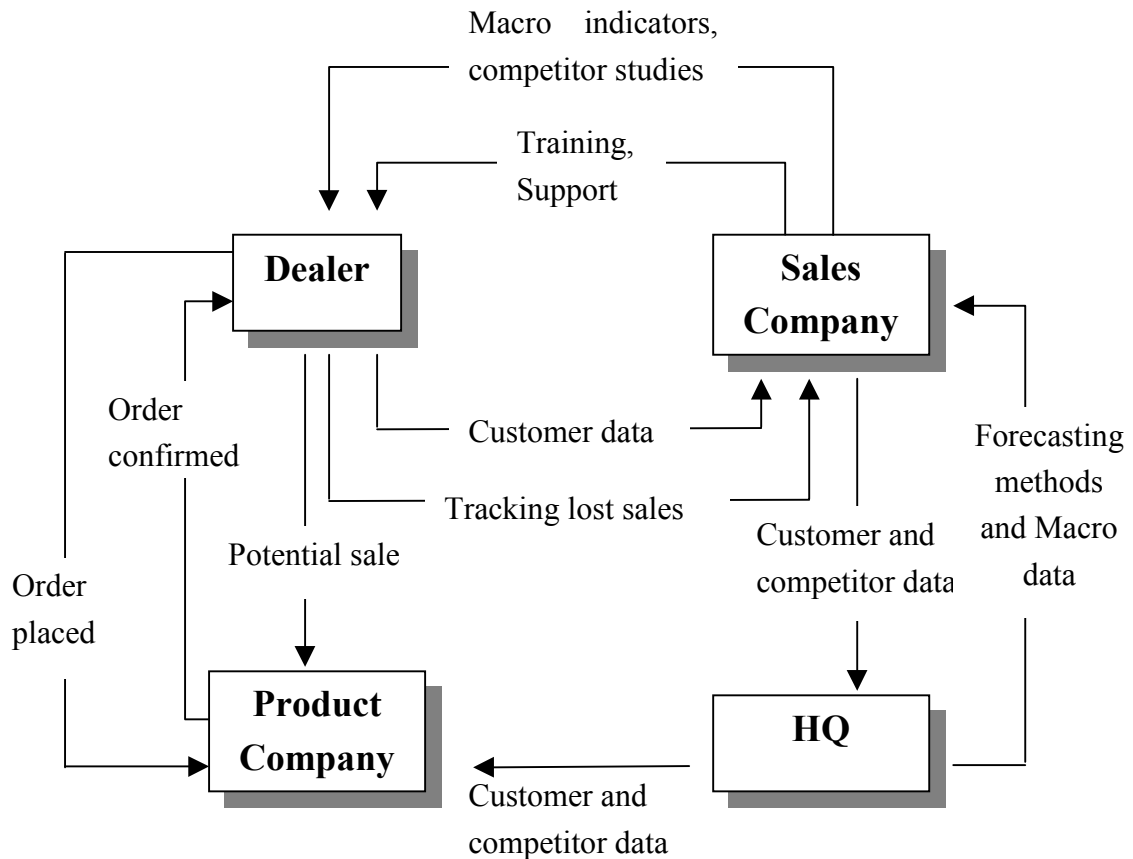 Macro indicators,
competitor studies
Training,
Support
Dealer
Sales
Company
Order
confirmed
Customer data
Forecasting
methods
and Macro
data
Tracking lost sales
Potential sale
Customer and
competitor data
Order
placed
Product
Company
HQ
Customer and
competitor data